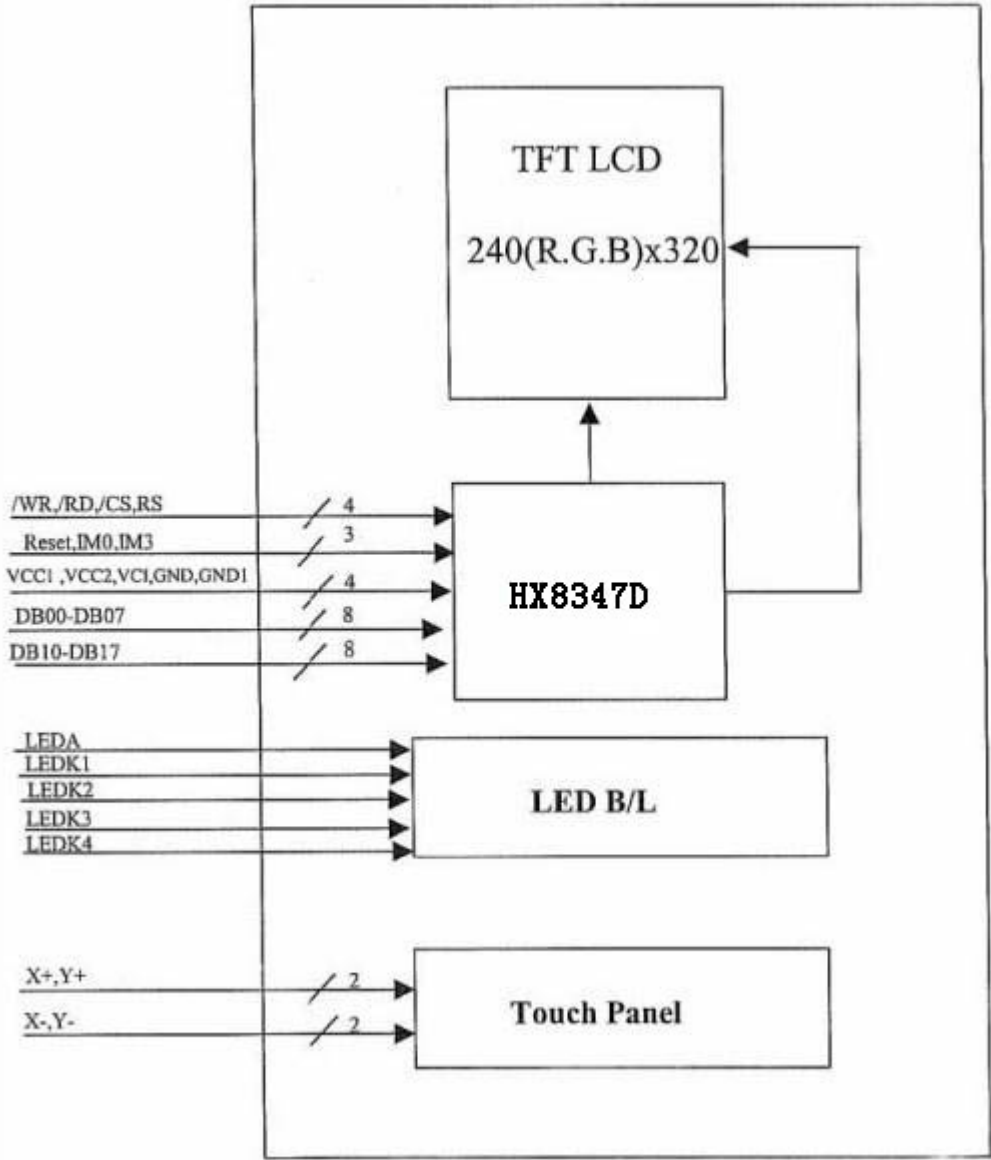 TFT LCD
240(R.G.B)x320
/WR,/RD,/CS,RS
4
Reset,IM0,IM3
3
VCC1 ,VCC2,VCI,GND,GND1
4
HX8347D
DB00-DB07
8
DB10-DB17
8
LEDA
LEDK1
LEDK2
LED B/L
LEDK3
LEDK4
X+,Y+
2
Touch Panel
X-,Y-
2